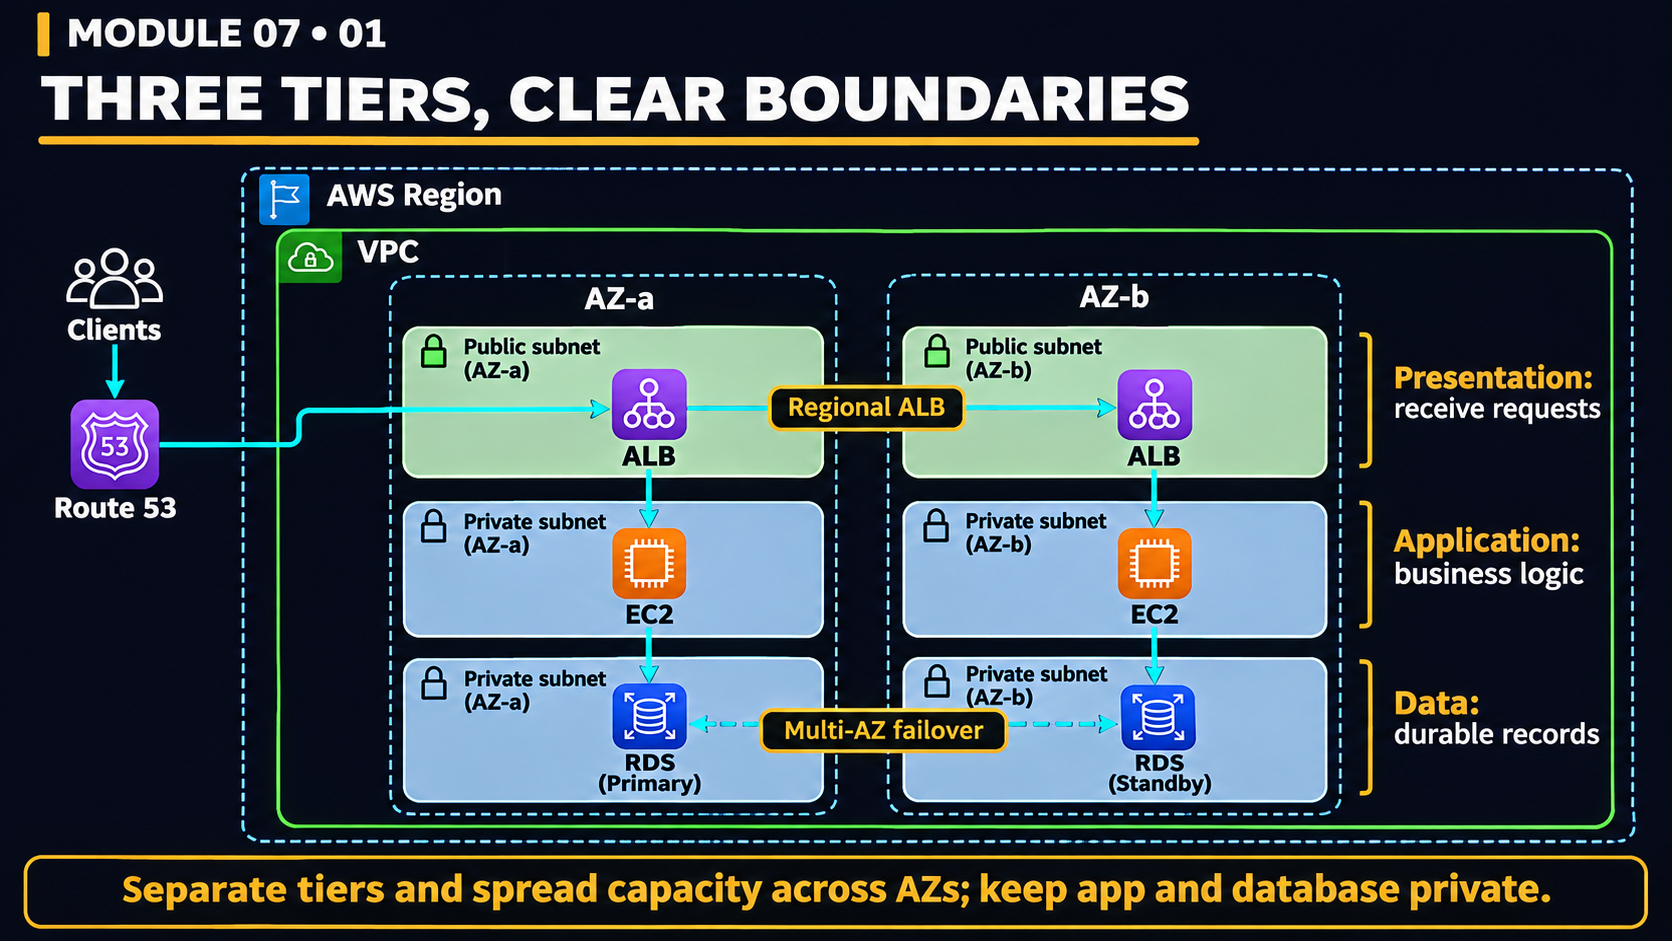 MODULE 07 • 01
THREE TIERS, CLEAR BOUNDARIES
AWS Region
VPC
Clients
53
Route 53
AZ-a
AZ-b
Public subnet
(AZ-a)
ALB
Regional ALB
Public subnet
(AZ-b)
ALB
Presentation:
receive requests
Private subnet
(AZ-a)
EC2
Private subnet
(AZ-b)
EC2
Application:
business logic
Private subnet
(AZ-a)
RDS
(Primary)
Multi-AZ failover
Private subnet
(AZ-b)
RDS
(Standby)
Data:
durable records
Separate tiers and spread capacity across AZs; keep app and database private.